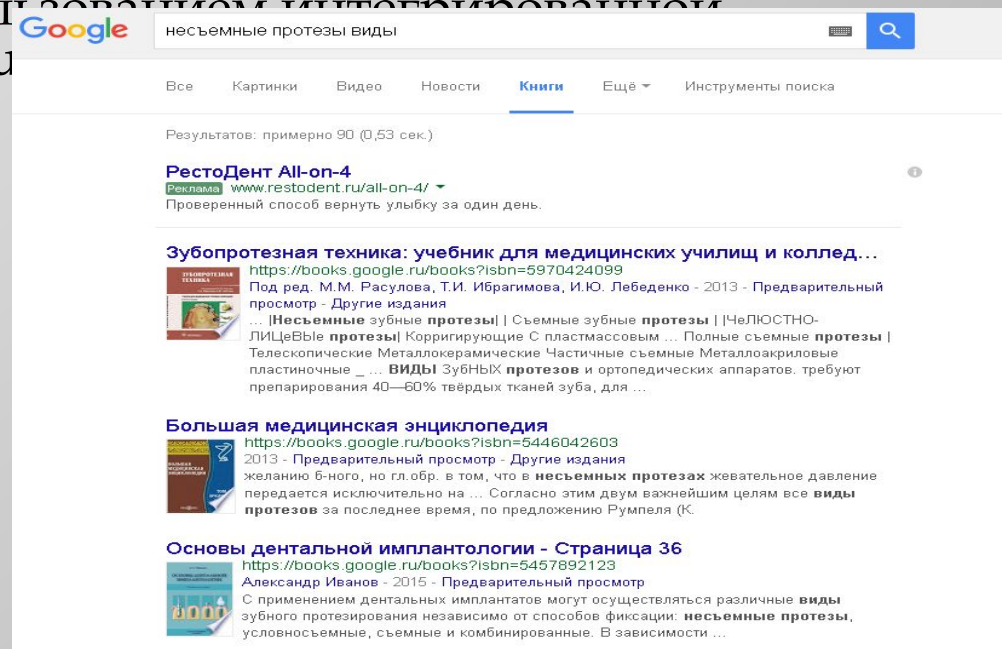 интегрированной
Google
несъемные протезы виды
Все Картинки Видео Новости Книги Ещё Инструменты поиска
Результатов: примерно 90 (0,53 сек.)
РестоДент All-on-4
Реклама www.restodent.ru/all-on-4/
Проверенный способ вернуть улыбку за один день.
Зубопротезная техника: учебник для медицинских училищ и коллед...
https://books.google.ru/books?isbn=5970424099
Под ред. М.М. Расулова, Т.И. Ибрагимова, И.Ю. Лебеденко - 2013 - Предварительный
просмотр - Другие издания
... |Несъемные зубные протезы| | Съемные зубные протезы | |ЧеЛЮСТНО-
ЛИЦеВЫе протезы| Корригирующие С пластмассовым ... Полные съемные протезы |
Телескопические Металлокерамические Частичные съемные Металлоакриловые
пластиночные _ ... ВИДЫ ЗубНЫХ протезов и ортопедических аппаратов. требуют
препарирования 40—60% твёрдых тканей зуба, для ...
ЗУБОПРОТЕЗНАЯ
ТЕХНИКА
Большая медицинская энциклопедия
https://books.google.ru/books?isbn=5446042603
2013 - Предварительный просмотр - Другие издания
желанию б-ного, но гл.обр. в том, что в несъемных протезах жевательное давление
передается исключительно на ... Согласно этим двум важнейшим целям все виды
протезов за последнее время, по предложению Румпеля (К.
Основы дентальной имплантологии - Страница 36
https://books.google.ru/books?isbn=5457892123
Александр Иванов - 2015 - Предварительный просмотр
С применением дентальных имплантатов могут осуществляться различные виды
зубного протезирования независимо от способов фиксации: несъемные протезы,
условносъемные, съемные и комбинированные. В зависимости ...